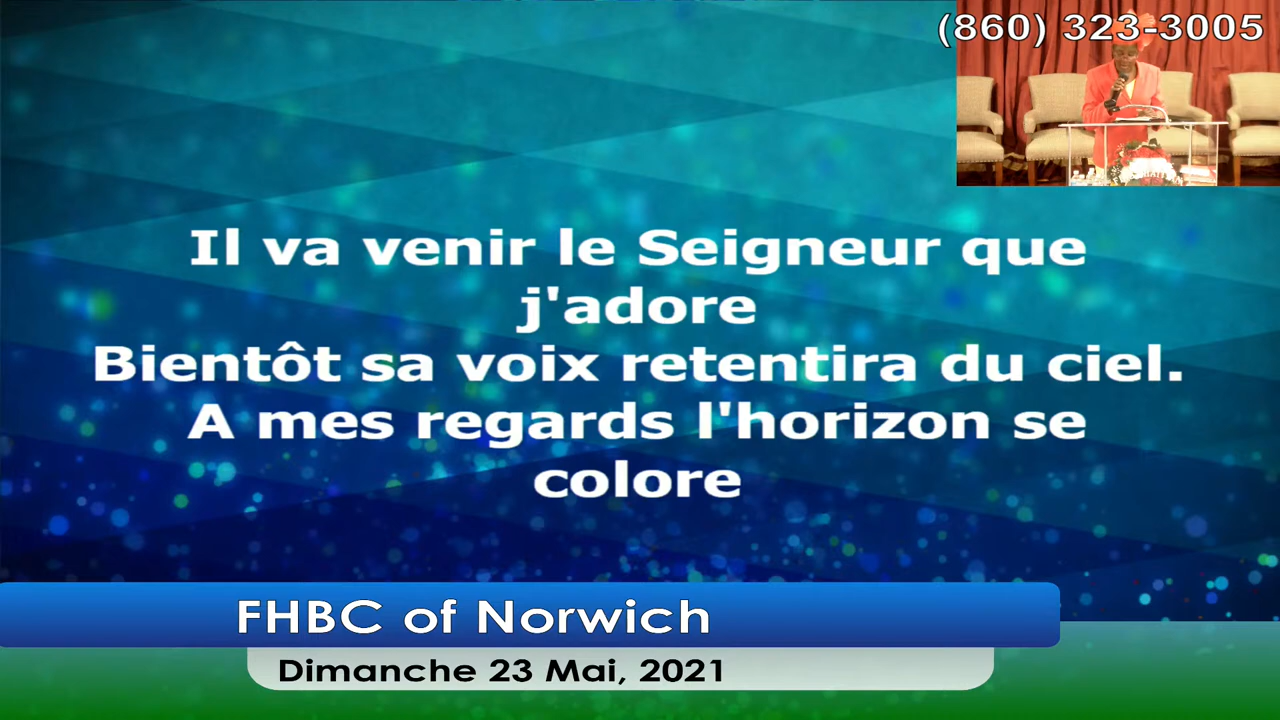 (860) 323-3005
Il va venir le Seigneur que
j'adore
Bientôt sa voix retentira du ciel.
A mes regards l'horizon se
colore
FHBC of Norwich
Dimanche 23 Mai, 2021